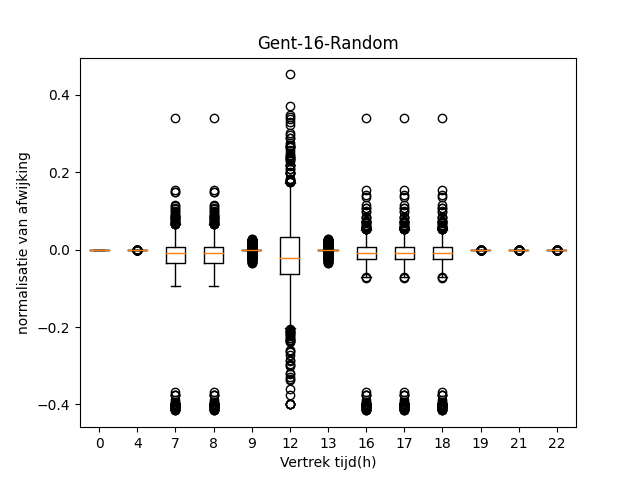 Gent-16-Random
normalisatie van afwijking
0.4
0.2
0.0
−0.2
−0.4
0 4 7 8 9 12 13 16 17 18 19 21 22
Vertrek tijd(h)